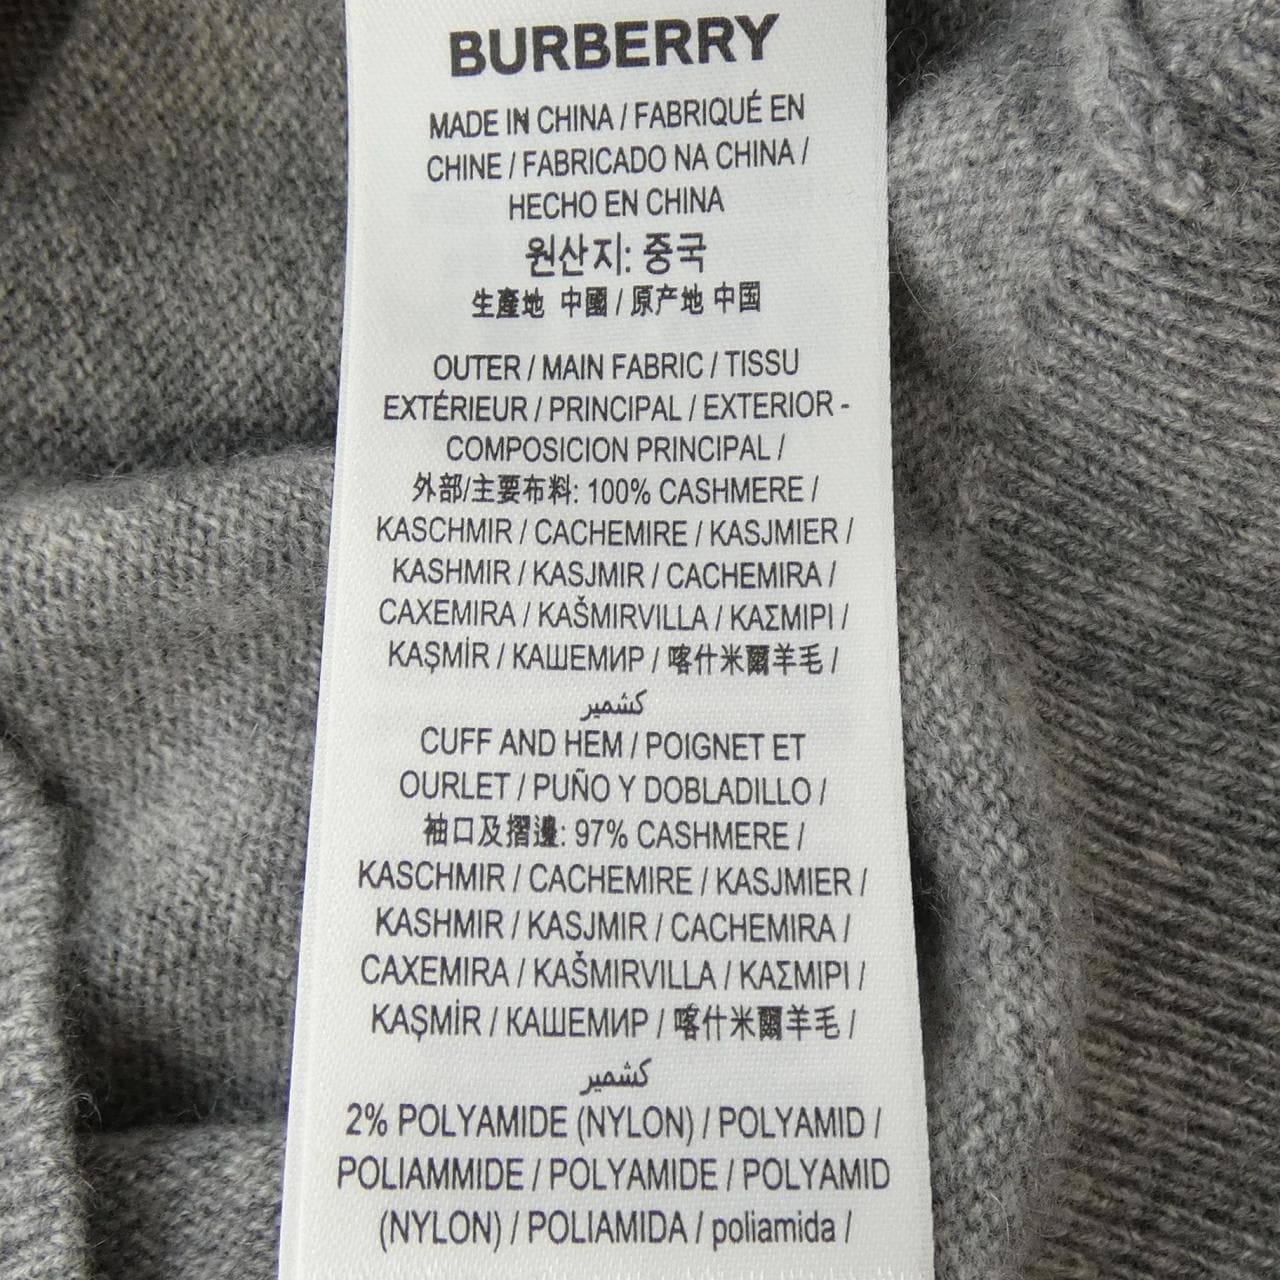 BURBERRY
MADE IN CHINA / FABRIQUÉ EN
CHINE / FABRICADO NA CHINA /
HECHO EN CHINA
원산지: 중국
生產地 中國 / 原产地 中国
OUTER / MAIN FABRIC / TISSU
EXTÉRIEUR / PRINCIPAL / EXTERIOR -
COMPOSICION PRINCIPAL /
外部/主要布料: 100% CASHMERE /
KASCHMIR / CACHEMIRE / KASJMIER /
KASHMIR / KASJMIR / CACHEMIRA /
CAXEMIRA / KAŠMIRVILLA / ΚΑΣΜΙΡΙ /
KAŞMİR / КАШЕМИР / 喀什米爾羊毛 /
كشمير
CUFF AND HEM / POIGNET ET
OURLET / PUÑO Y DOBLADILLO /
袖口及摺邊: 97% CASHMERE /
KASCHMIR / CACHEMIRE / KASJMIER /
KASHMIR / KASJMIR / CACHEMIRA /
CAXEMIRA / KAŠMIRVILLA / ΚΑΣΜΙΡΙ /
KAŞMİR / КАШЕМИР / 喀什米爾羊毛 /
كشمير
2% POLYAMIDE (NYLON) / POLYAMID /
POLIAMMIDE / POLYAMIDE / POLYAMID
(NYLON) / POLIAMIDA / poliamida /